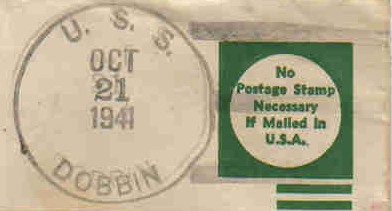 U. S. S.
OCT
21
1941
DOBBIN
No
Postage Stamp
Necessary
If Mailed In
U.S.A.